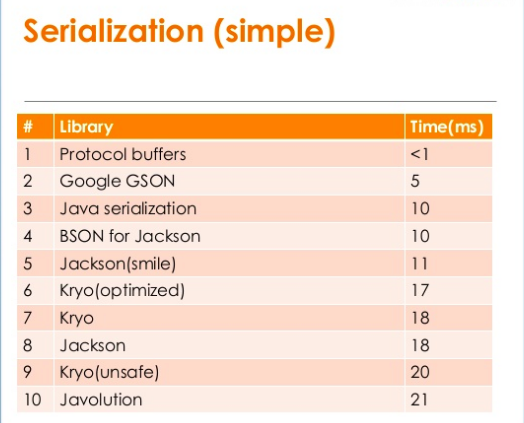 Serialization (simple)
# Library Time(ms)
1 Protocol buffers <1
2 Google GSON 5
3 Java serialization 10
4 BSON for Jackson 10
5 Jackson(smile) 11
6 Kryo(optimized) 17
7 Kryo 18
8 Jackson 18
9 Kryo(unsafe) 20
10 Javolution 21